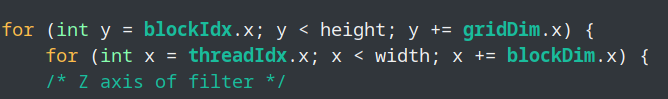 for (int y = blockIdx.x; y < height; y += gridDim.x) {
    for (int x = threadIdx.x; x < width; x += blockDim.x) {
    /* Z axis of filter */